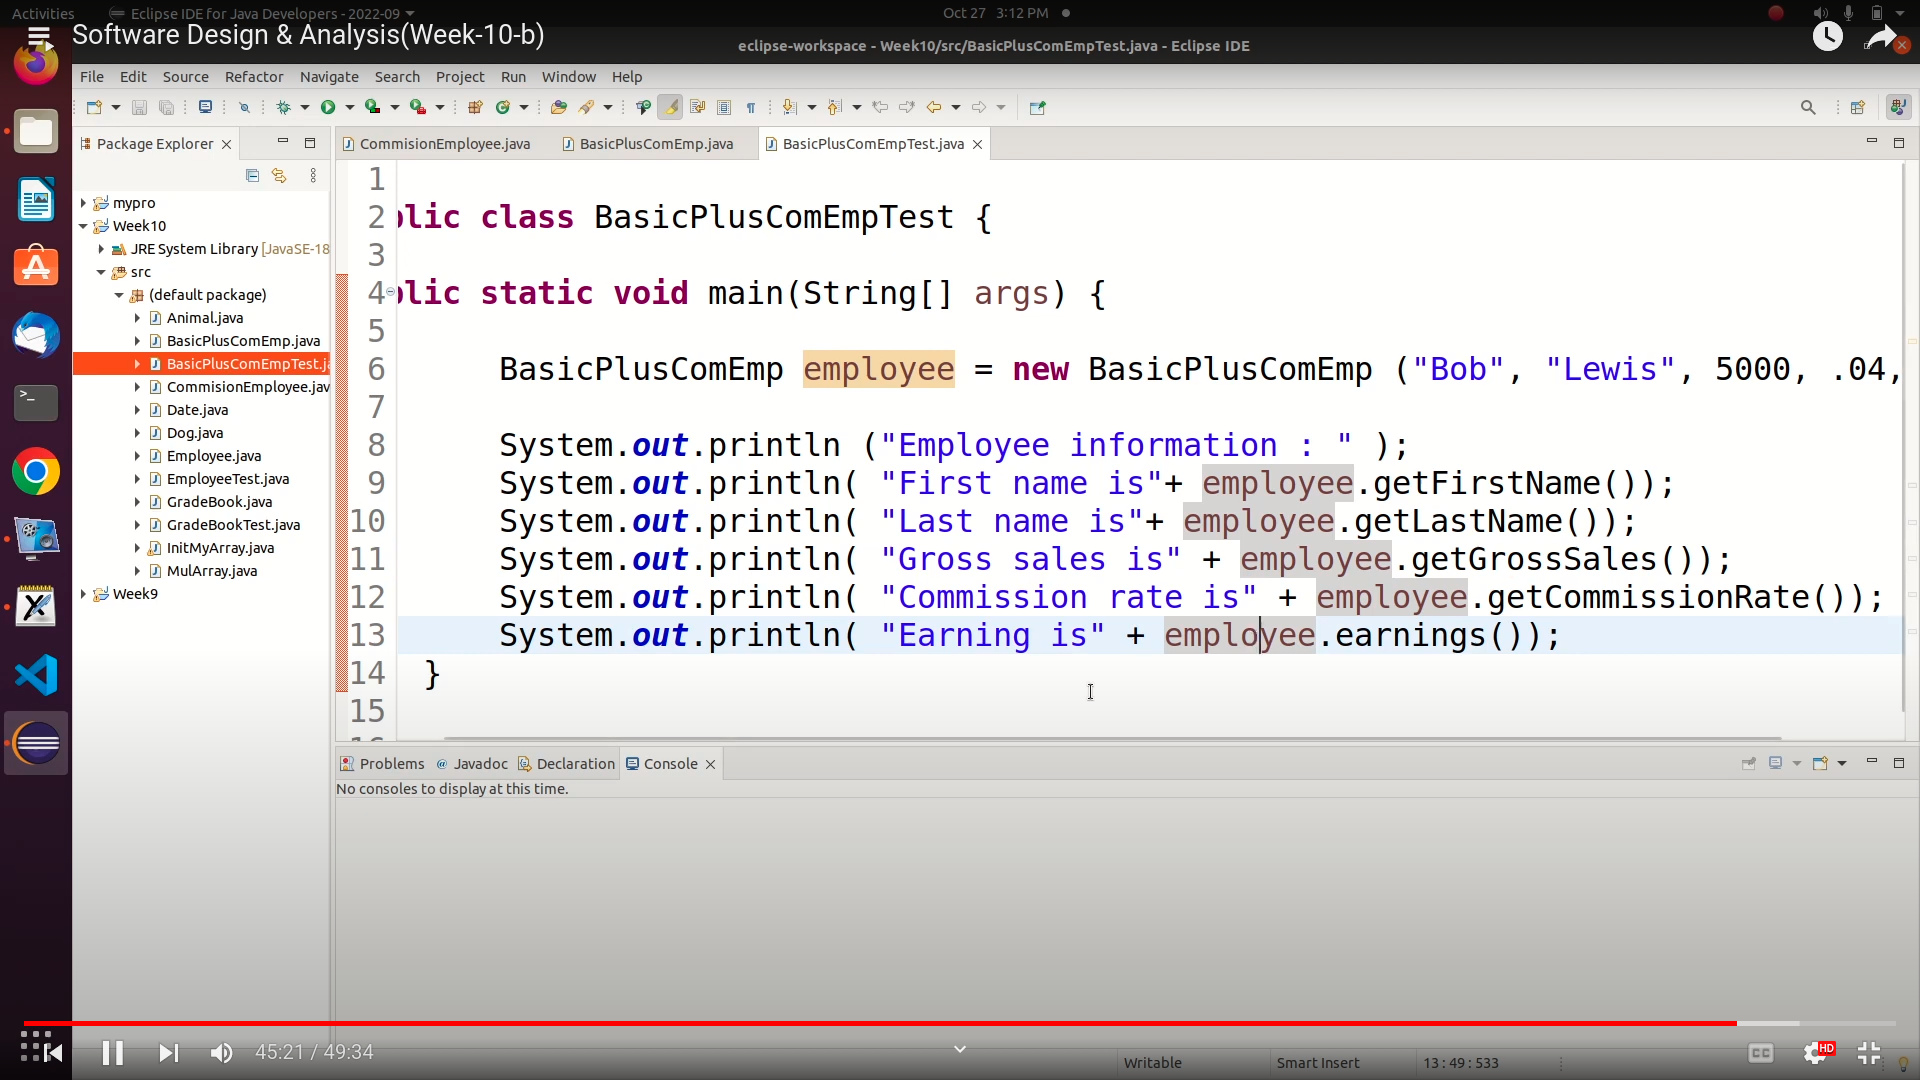 Activities Eclipse IDE for Java Developers - 2022-09 Oct 27 3:12 PM
Software Design & Analysis(Week-10-b)
eclipse-workspace - Week10/src/BasicPlusComEmpTest.java - Eclipse IDE
File Edit Source Refactor Navigate Search Project Run Window Help
Package Explorer
CommisionEmployee.java BasicPlusComEmp.java BasicPlusComEmpTest.java
mypro
Week10
JRE System Library [JavaSE-18
src
(default package)
Animal.java
BasicPlusComEmp.java
BasicPlusComEmpTest.ja
CommisionEmployee.jav
Date.java
Dog.java
Employee.java
EmployeeTest.java
GradeBook.java
GradeBookTest.java
InitMyArray.java
MulArray.java
Week9
1
2 blic class BasicPlusComEmpTest {
3
4 blic static void main(String[] args) {
5
6 BasicPlusComEmp employee = new BasicPlusComEmp ("Bob", "Lewis", 5000, .04,
7
8 System.out.println ("Employee information : " );
9 System.out.println( "First name is"+ employee.getFirstName());
10 System.out.println( "Last name is"+ employee.getLastName());
11 System.out.println( "Gross sales is" + employee.getGrossSales());
12 System.out.println( "Commission rate is" + employee.getCommissionRate());
13 System.out.println( "Earning is" + employee.earnings());
14 }
15
16
Problems Javadoc Declaration Console
No consoles to display at this time.
45:21 / 49:34
CC HD
Writable Smart Insert 13:49:533